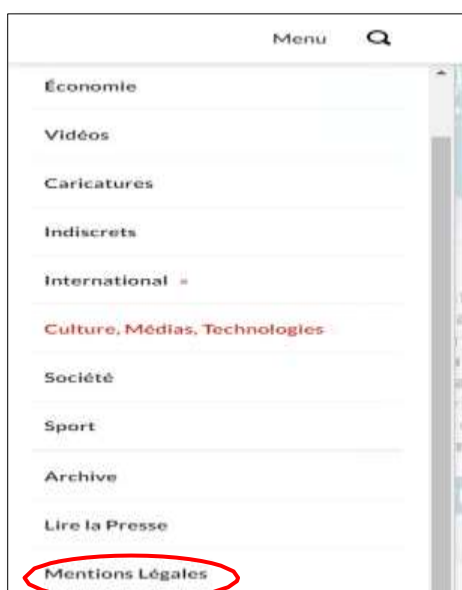 Menu
Économie
Vidéos
Caricatures
Indiscrets
International
Culture, Médias, Technologies
Société
Sport
Archive
Lire la Presse
Mentions Légales